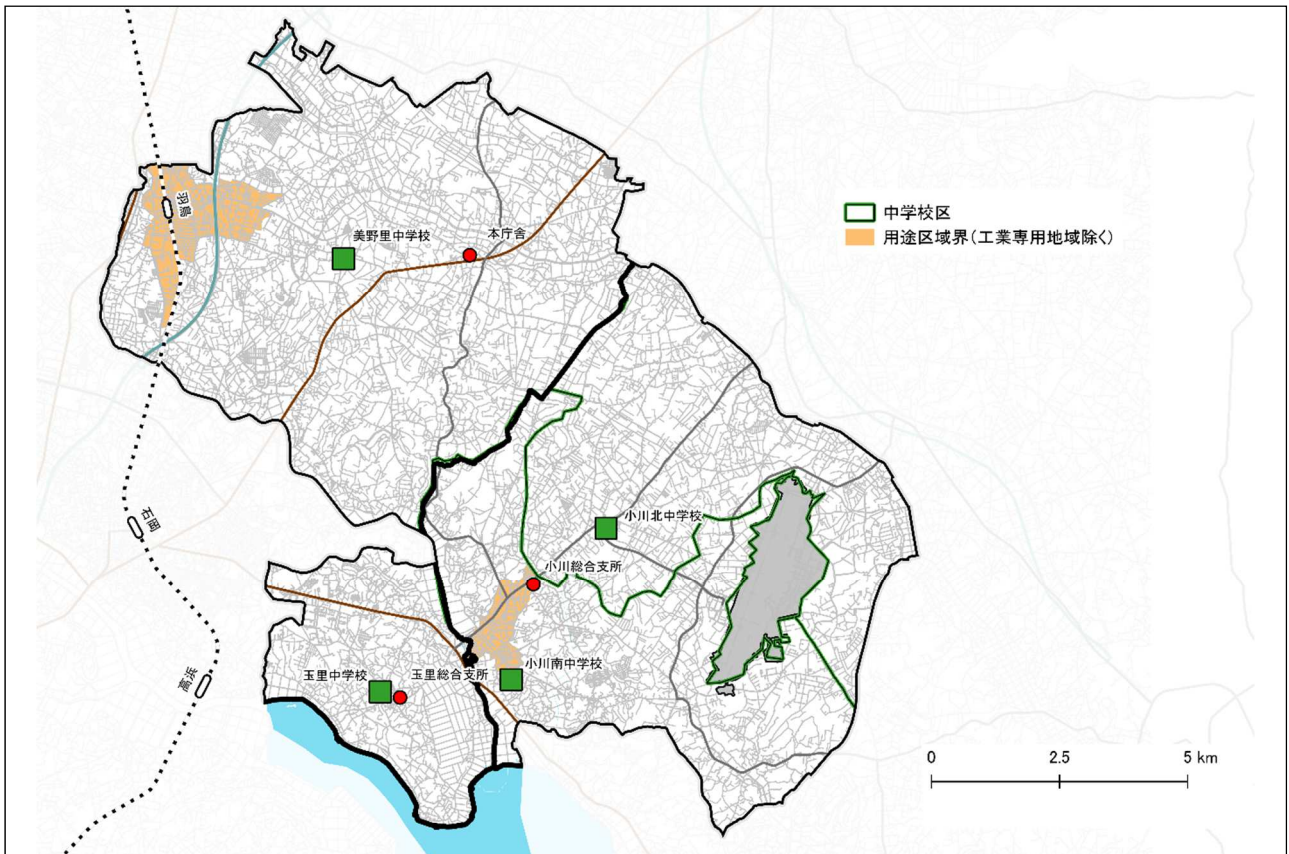 羽鳥
美野里中学校
本庁舎
中学校区
用途区域界(工業専用地域除く)
石岡
小川北中学校
小川総合支所
高浜
玉里中学校
玉里総合支所
小川南中学校
0 2.5 5 km